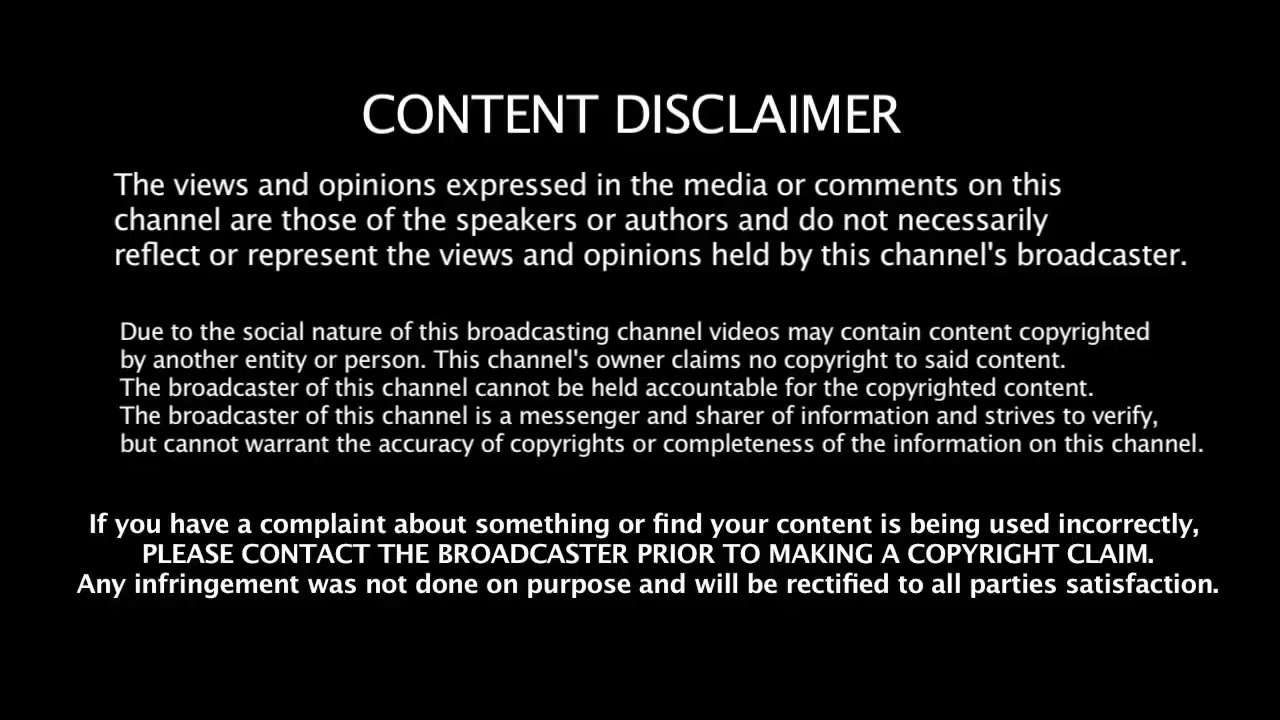 CONTENT DISCLAIMER
The views and opinions expressed in the media or comments on this
channel are those of the speakers or authors and do not necessarily
reflect or represent the views and opinions held by this channel's broadcaster.
Due to the social nature of this broadcasting channel videos may contain content copyrighted
by another entity or person. This channel's owner claims no copyright to said content.
The broadcaster of this channel cannot be held accountable for the copyrighted content.
The broadcaster of this channel is a messenger and sharer of information and strives to verify,
but cannot warrant the accuracy of copyrights or completeness of the information on this channel.
If you have a complaint about something or find your content is being used incorrectly,
PLEASE CONTACT THE BROADCASTER PRIOR TO MAKING A COPYRIGHT CLAIM.
Any infringement was not done on purpose and will be rectified to all parties satisfaction.